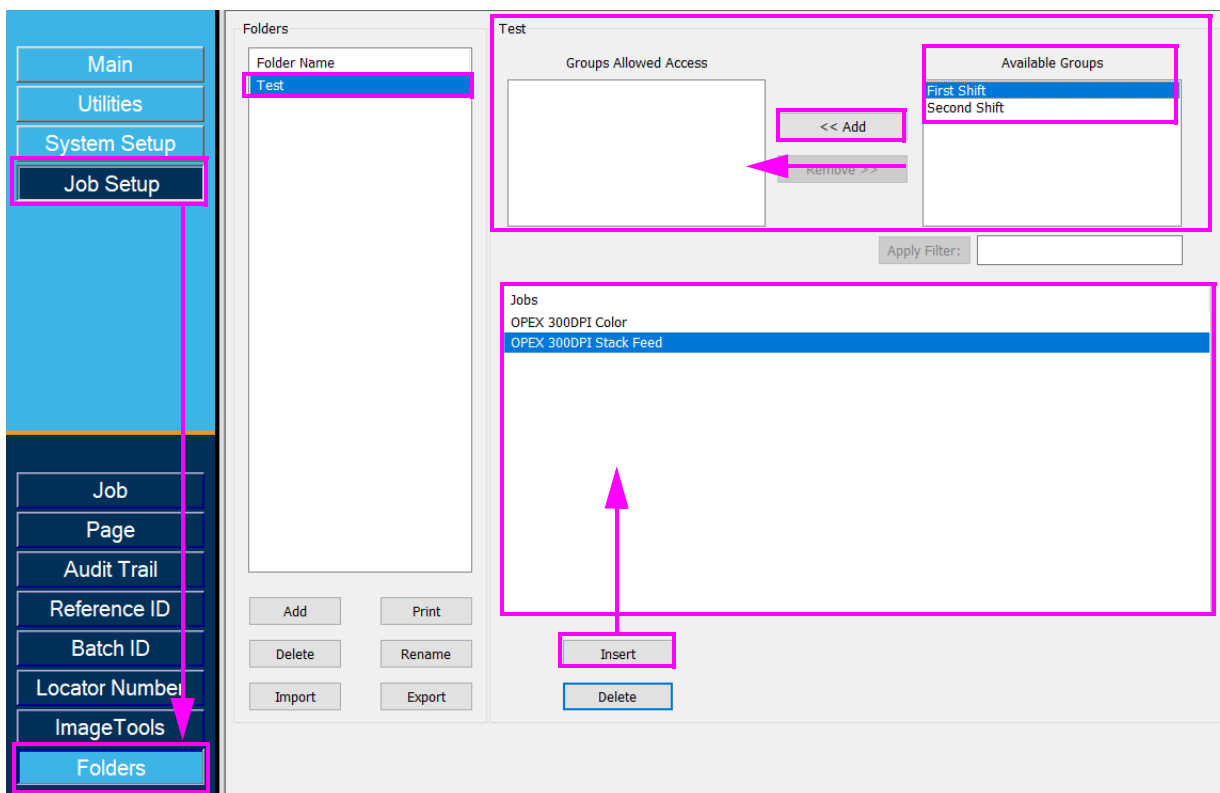 Main
Utilities
System Setup
Job Setup
Job
Page
Audit Trail
Reference ID
Batch ID
Locator Number
ImageTools
Folders
Folders
Folder Name
Test
Add
Print
Delete
Rename
Import
Export
Test
Groups Allowed Access
<< Add
Remove >>
Available Groups
First Shift
Second Shift
Apply Filter:
Jobs
OPEX 300DPI Color
OPEX 300DPI Stack Feed
Insert
Delete